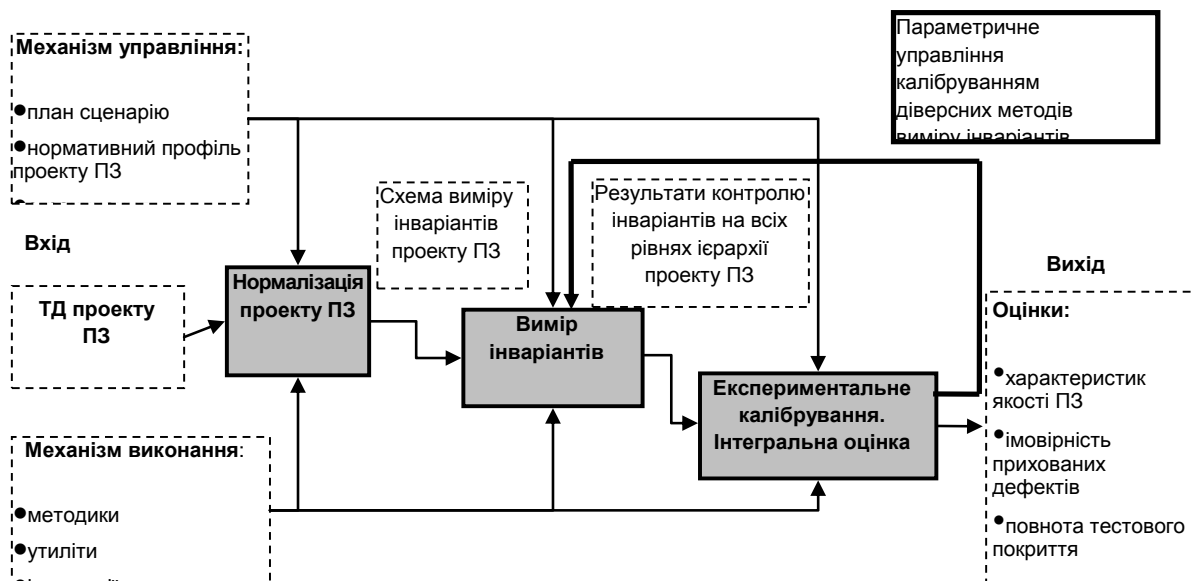 Механізм управління:
●план сценарію
●нормативний профіль
проекту ПЗ
Параметричне
управління
калібруванням
діверсних методів
виміру інваріантів
Схема виміру
інваріантів
проекту ПЗ
Результати контролю
інваріантів на всіх
рівнях ієрархії
проекту ПЗ
Вхід
Вихід
ТД проекту
ПЗ
Нормалізація
проекту ПЗ
Вимір
інваріантів
Експериментальне
калібрування.
Інтегральна оцінка
Оцінки:
●характеристик
якості ПЗ
●імовірність
прихованих
дефектів
●повнота тестового
покриття
Механізм виконання:
●методики
●утиліти